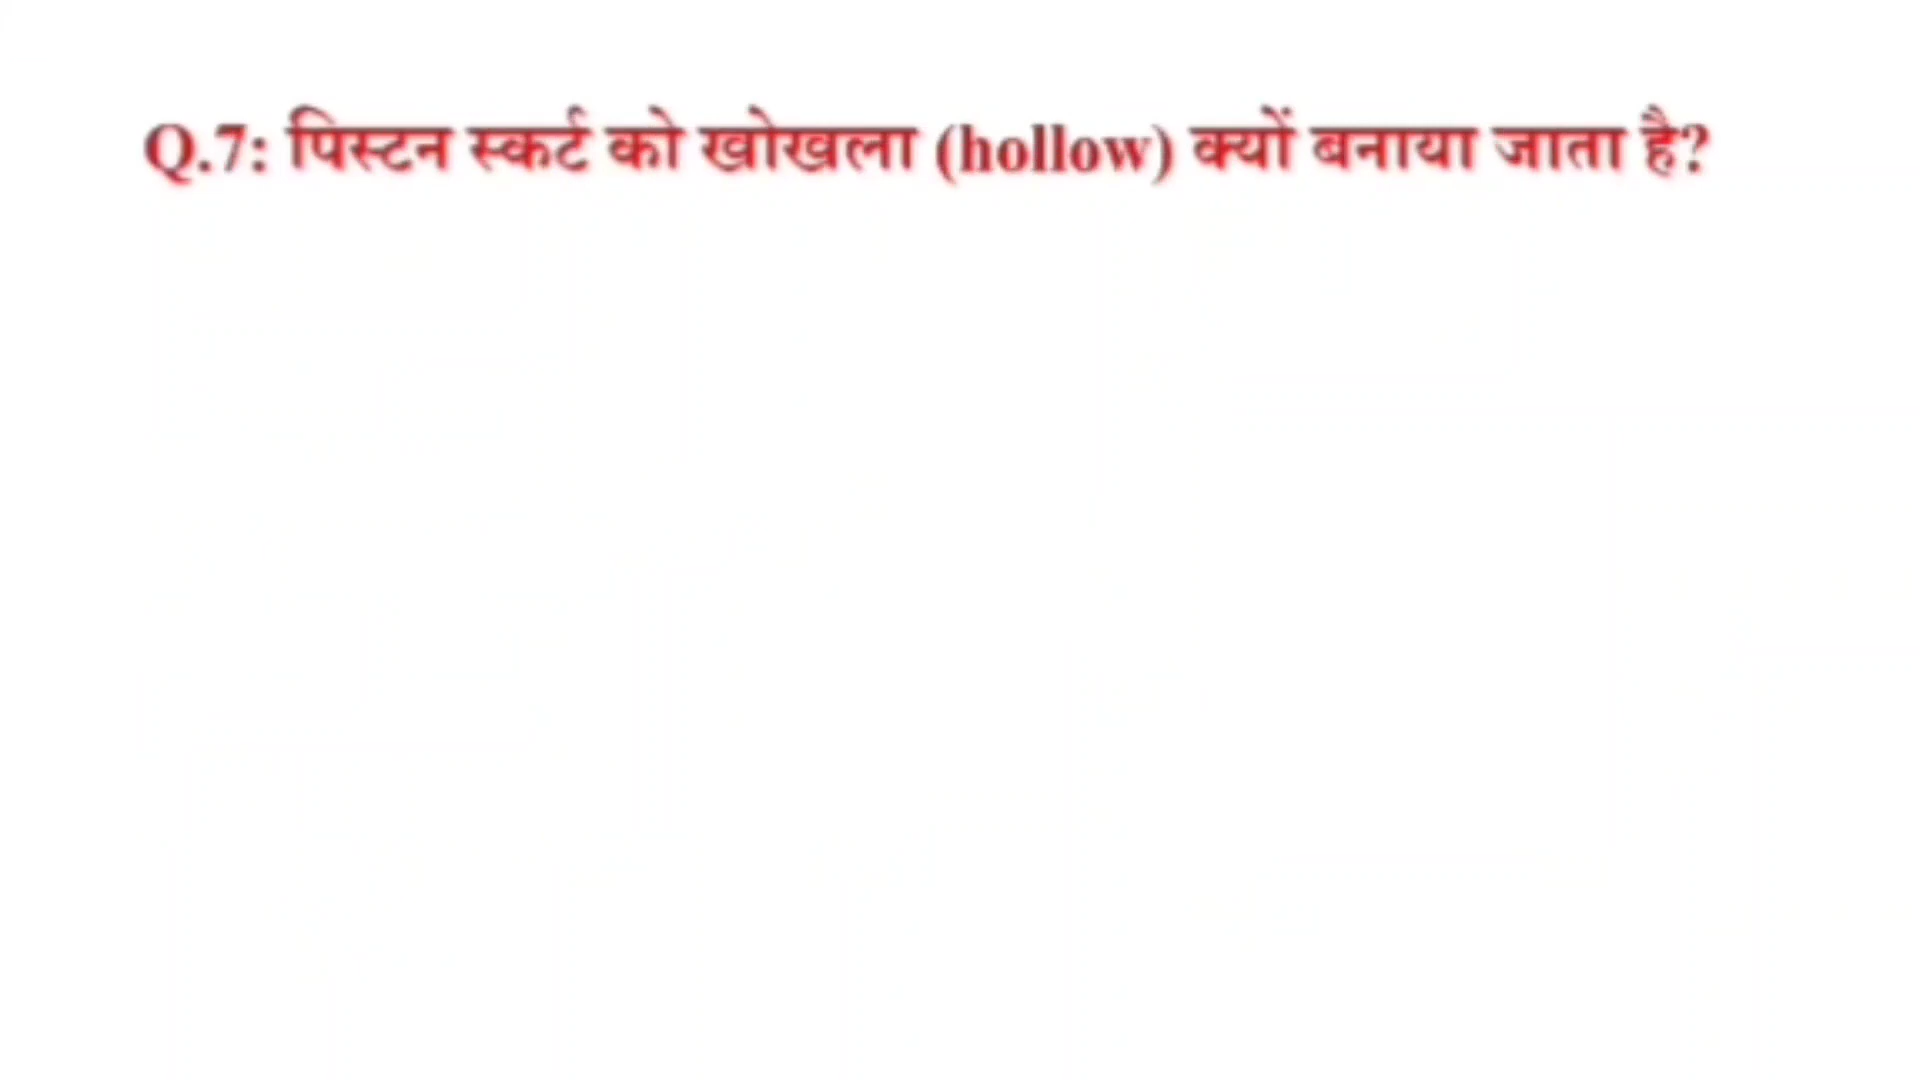 Q.7: पिस्टन स्कर्ट को खोखला (hollow) क्यों बनाया जाता है?